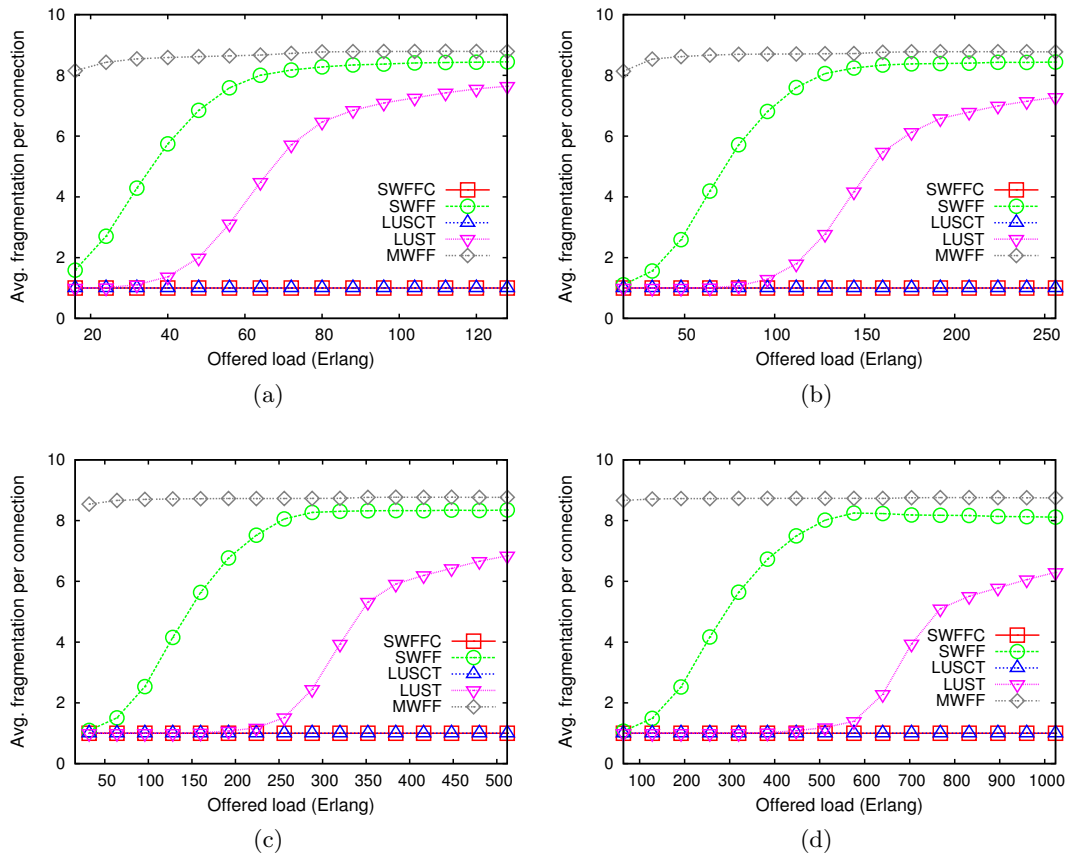 10
8
6
4
2
0
Avg. fragmentation per connection
SWFFC
SWFF
LUSCT
LUST
MWFF
20 40 60 80 100 120
Offered load (Erlang)
(a)
10
8
6
4
2
0
Avg. fragmentation per connection
SWFFC
SWFF
LUSCT
LUST
MWFF
50 100 150 200 250
Offered load (Erlang)
(b)
10
8
6
4
2
0
Avg. fragmentation per connection
SWFFC
SWFF
LUSCT
LUST
MWFF
50 100 150 200 250 300 350 400 450 500
Offered load (Erlang)
(c)
10
8
6
4
2
0
Avg. fragmentation per connection
SWFFC
SWFF
LUSCT
LUST
MWFF
100 200 300 400 500 600 700 800 900 1000
Offered load (Erlang)
(d)